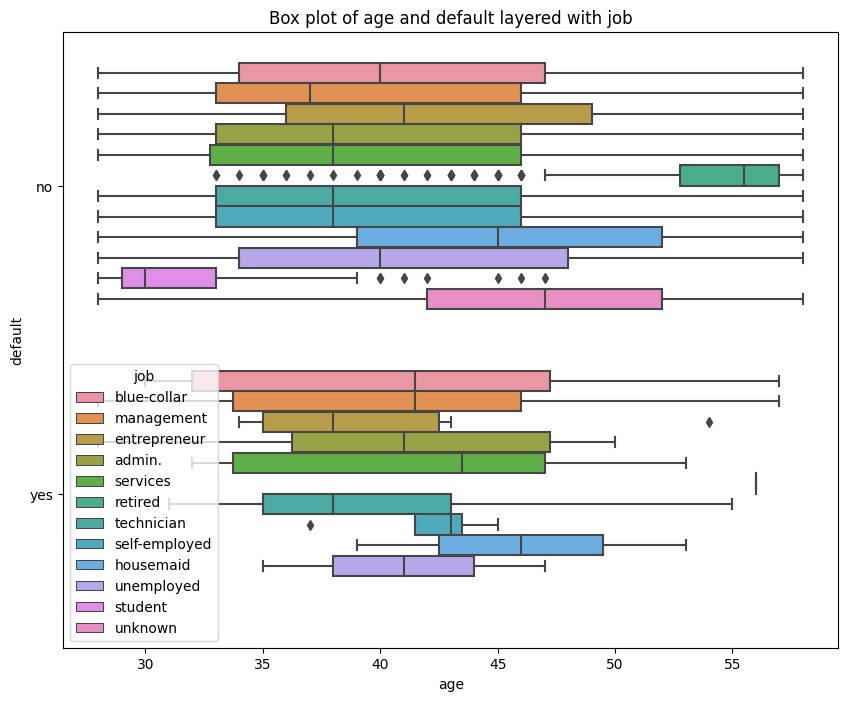 Box plot of age and default layered with job
no
default
yes
job
blue-collar
management
entrepreneur
admin.
services
retired
technician
self-employed
housemaid
unemployed
student
unknown
30 35 40 45 50 55
age